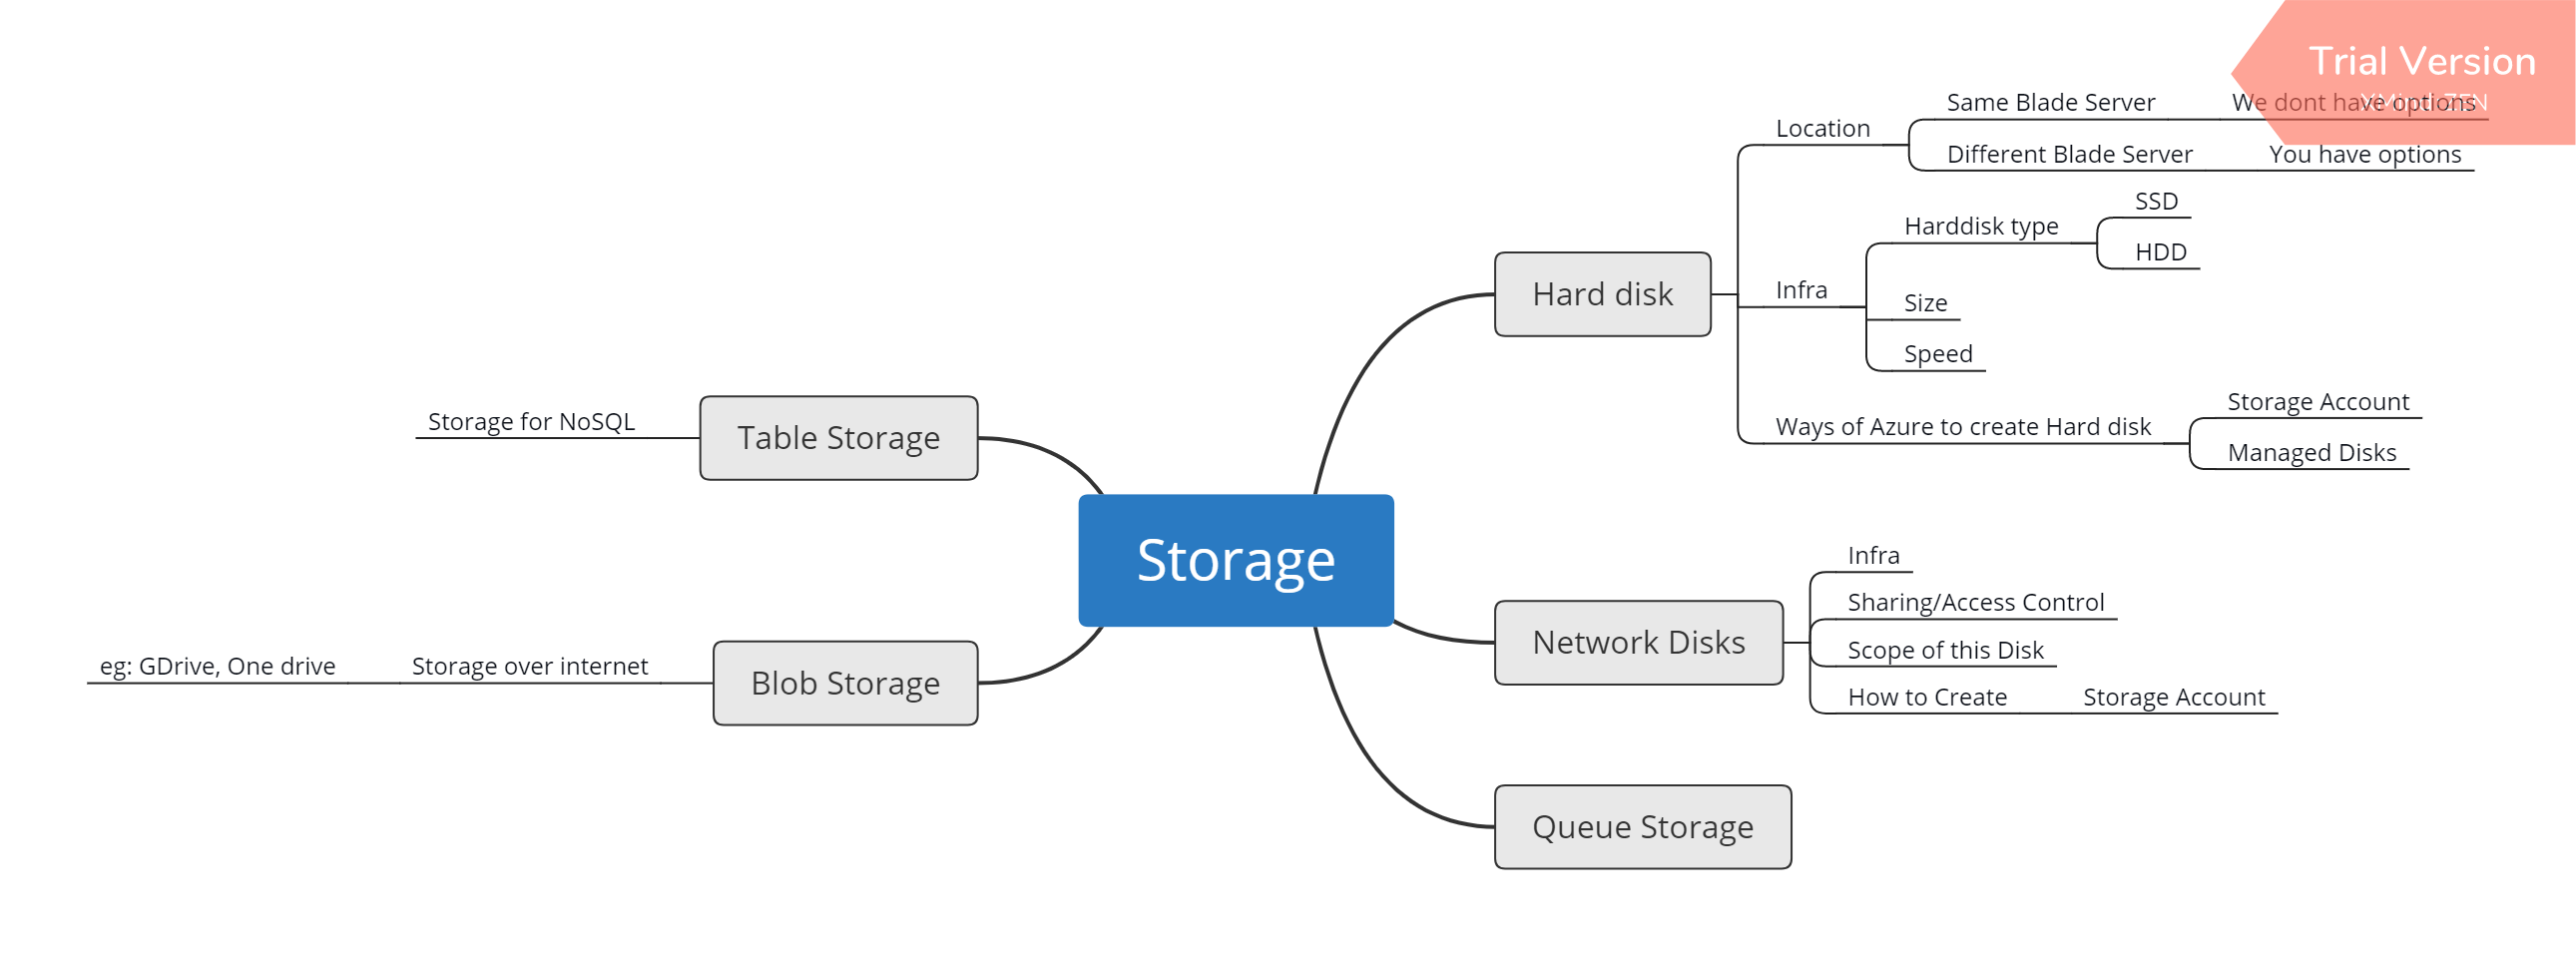 Trial Version
XMind: ZEN
Same Blade Server
We dont have options
Location
Different Blade Server
You have options
SSD
Harddisk type
HDD
Hard disk
Infra
Size
Speed
Storage Account
Ways of Azure to create Hard disk
Managed Disks
Storage for NoSQL
Table Storage
Storage
Infra
Sharing/Access Control
Network Disks
Scope of this Disk
How to Create
Storage Account
eg: GDrive, One drive
Storage over internet
Blob Storage
Queue Storage